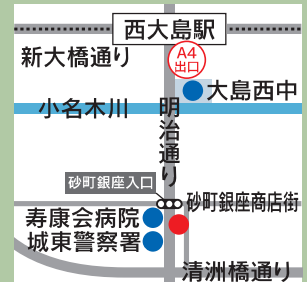 西大島駅
新大橋通り
A4
出口
大島西中
小名木川
明治通り
砂町銀座入口
砂町銀座商店街
寿康会病院
城東警察署
清洲橋通り